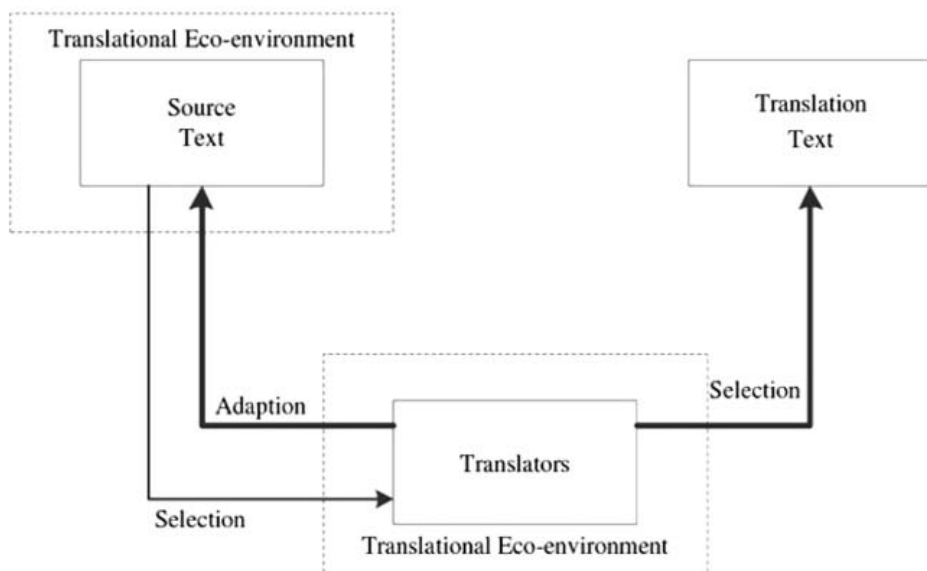 Translational Eco-environment
Source
Text
Translation
Text
Adaption
Selection
Translators
Selection
Translational Eco-environment